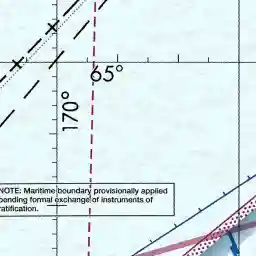 65°
170°
NOTE: Maritime boundary provisionally applied
pending formal exchange of instruments of
ratification.